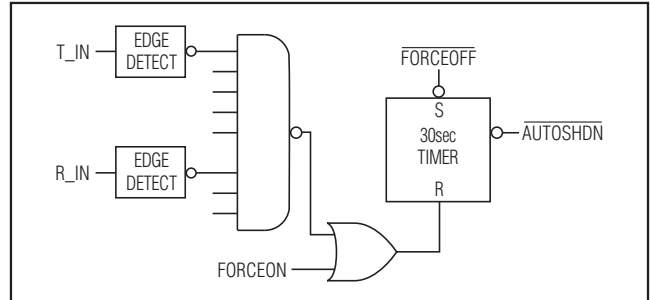 T_IN
EDGE
DETECT
R_IN
EDGE
DETECT
FORCEON
FORCEOFF
S
30sec
TIMER
R
AUTOSHDN